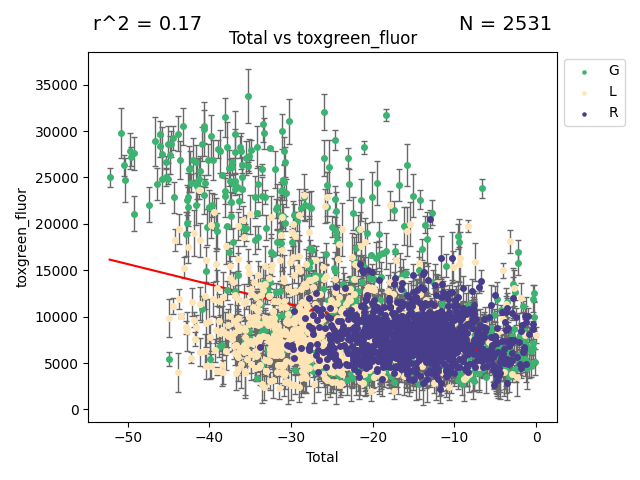 r^2 = 0.17
N = 2531
Total vs toxgreen_fluor
35000
30000
25000
20000
15000
10000
5000
0
toxgreen_fluor
−50
−40
−30
−20
−10
0
Total
G
L
R